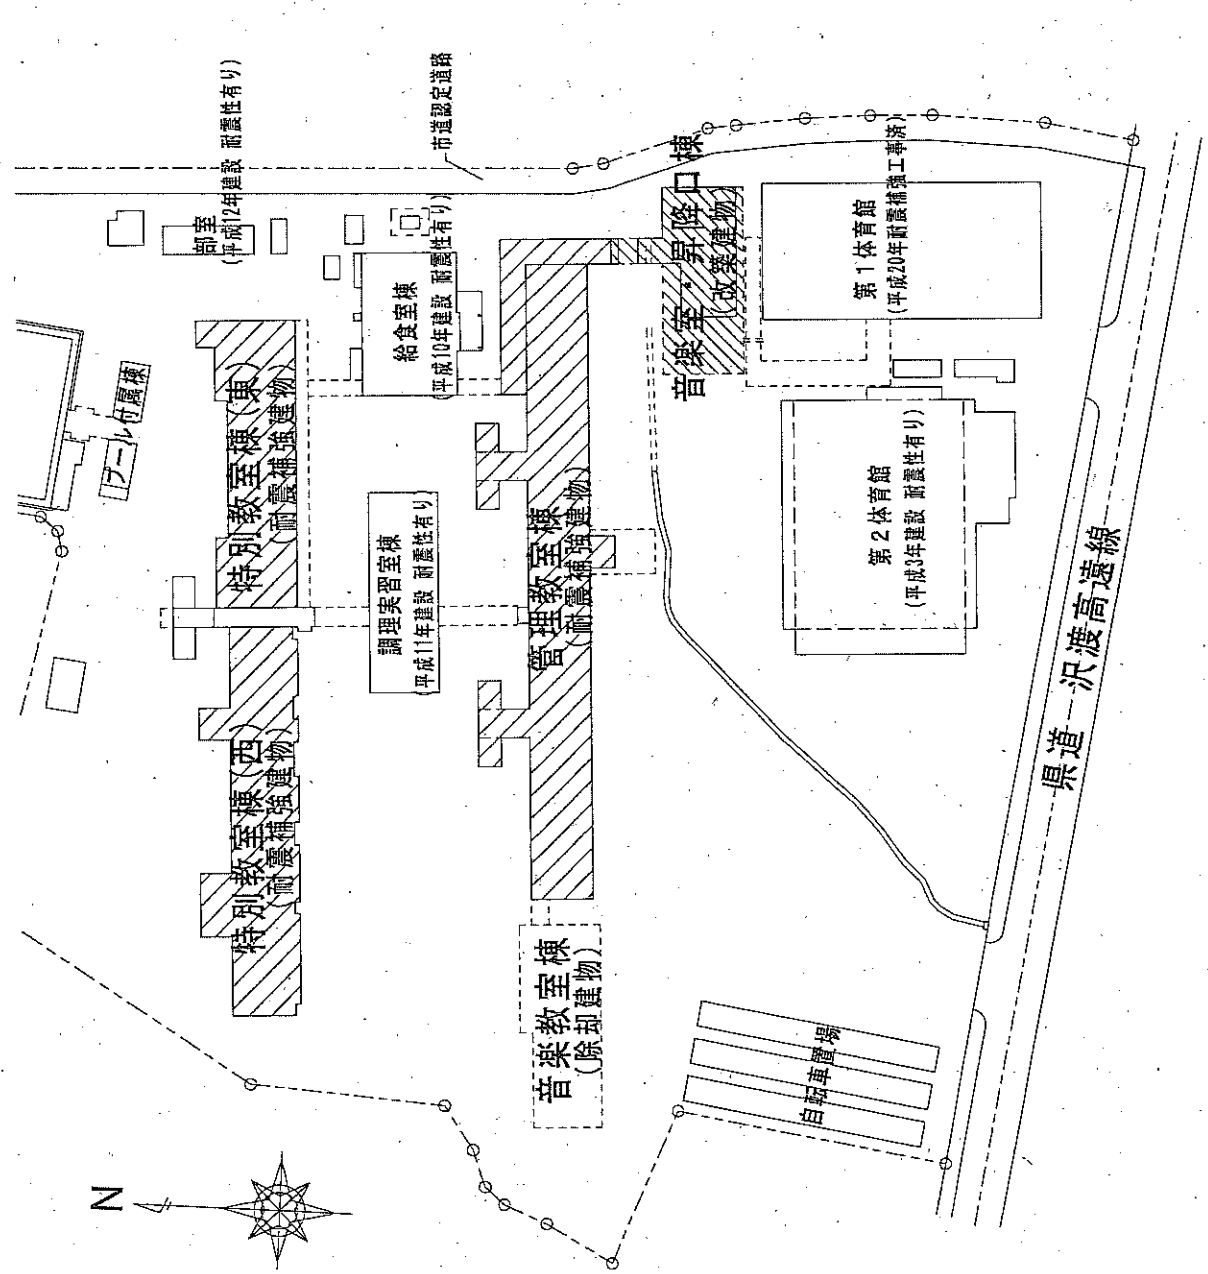 市道認定道路
部室
(平成12年建設 耐震性有り)
給食室棟
(平成10年建設 耐震性有り)
音楽室・昇降口棟
(改築建物)
第1体育館
(平成20年耐震補強工事済)
プール付属棟
特別教室棟(東)
(耐震補強建物)
調理実習室棟
(平成11年建設 耐震性有り)
管理教室棟
(耐震補強建物)
第2体育館
(平成3年建設 耐震性有り)
県道 沢渡高遠線
特別教室棟(西)
(耐震補強建物)
音楽教室棟
(除却建物)
自転車置場
N